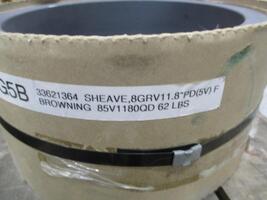 G5B
33621364 SHEAVE,8GRV11.8"PD(5V) F
BROWNING 85V1180QD 62 LBS